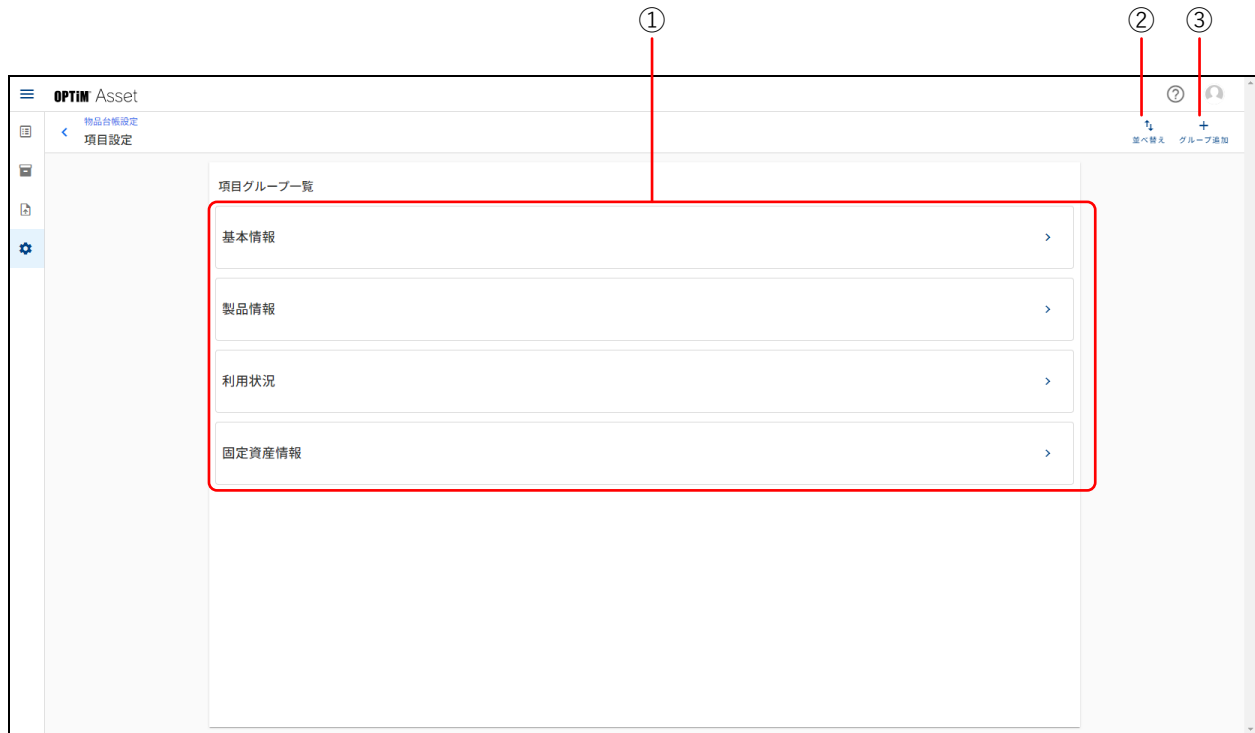 ① ② ③
OPTiM Asset
物品台帳設定
項目設定
並べ替え グループ追加
項目グループ一覧
基本情報
製品情報
利用状況
固定資産情報